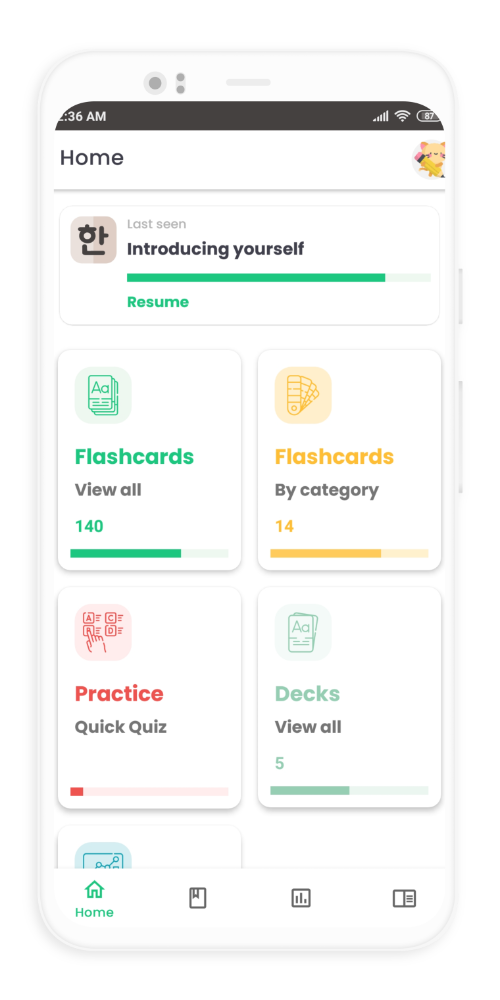 :36 AM
87
Home
한
Last seen
Introducing yourself
Resume
Aa
Flashcards
View all
140
Flashcards
By category
14
A C
B D
Practice
Quick Quiz
Aa
Decks
View all
5
Home